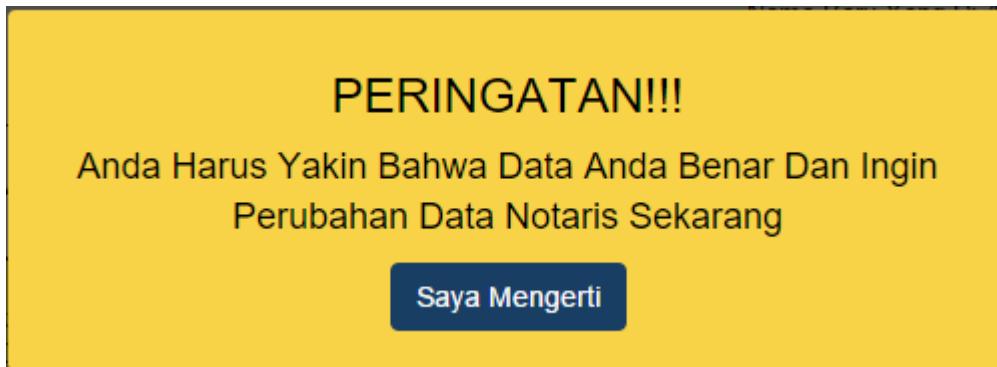 PERINGATAN!!!
Anda Harus Yakin Bahwa Data Anda Benar Dan Ingin
Perubahan Data Notaris Sekarang
Saya Mengerti